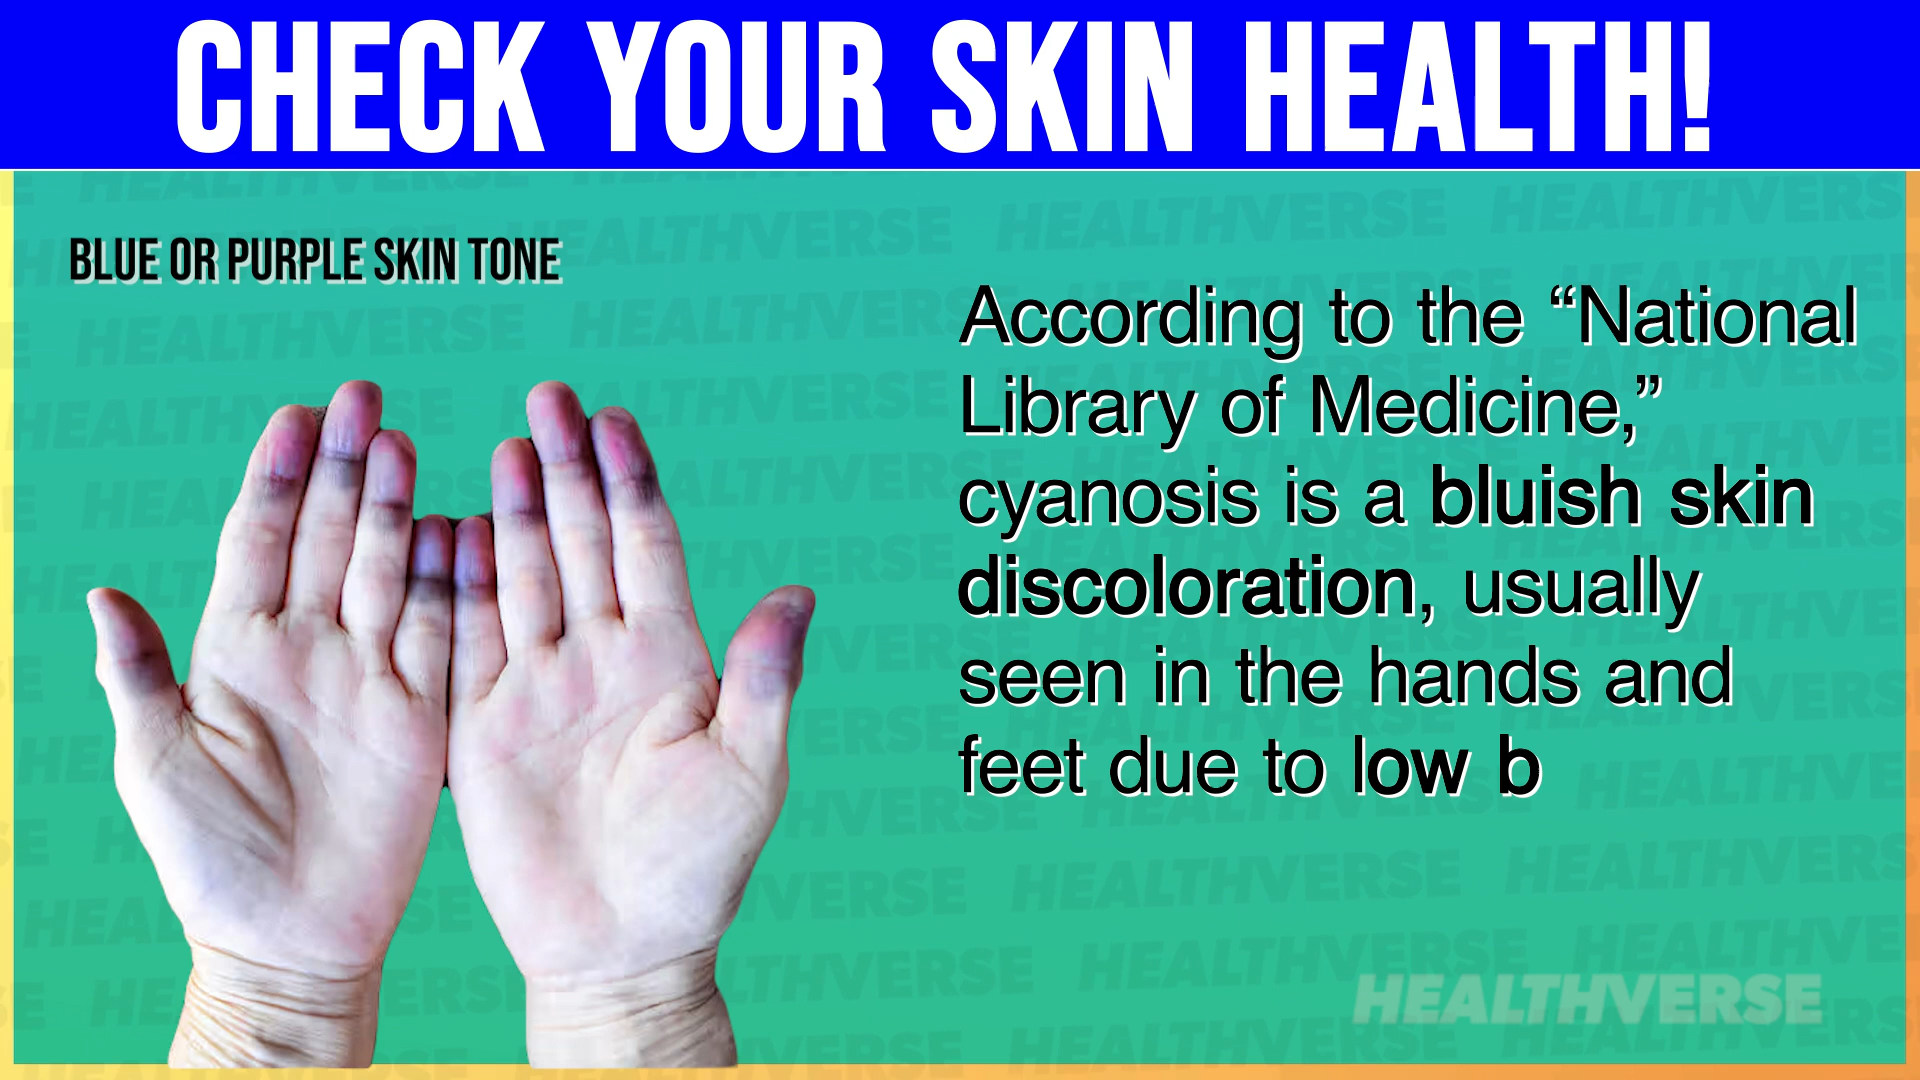 CHECK YOUR SKIN HEALTH!
BLUE OR PURPLE SKIN TONE
According to the “National
Library of Medicine,”
cyanosis is a bluish skin
discoloration, usually
seen in the hands and
feet due to low b
HEALTHVERSE